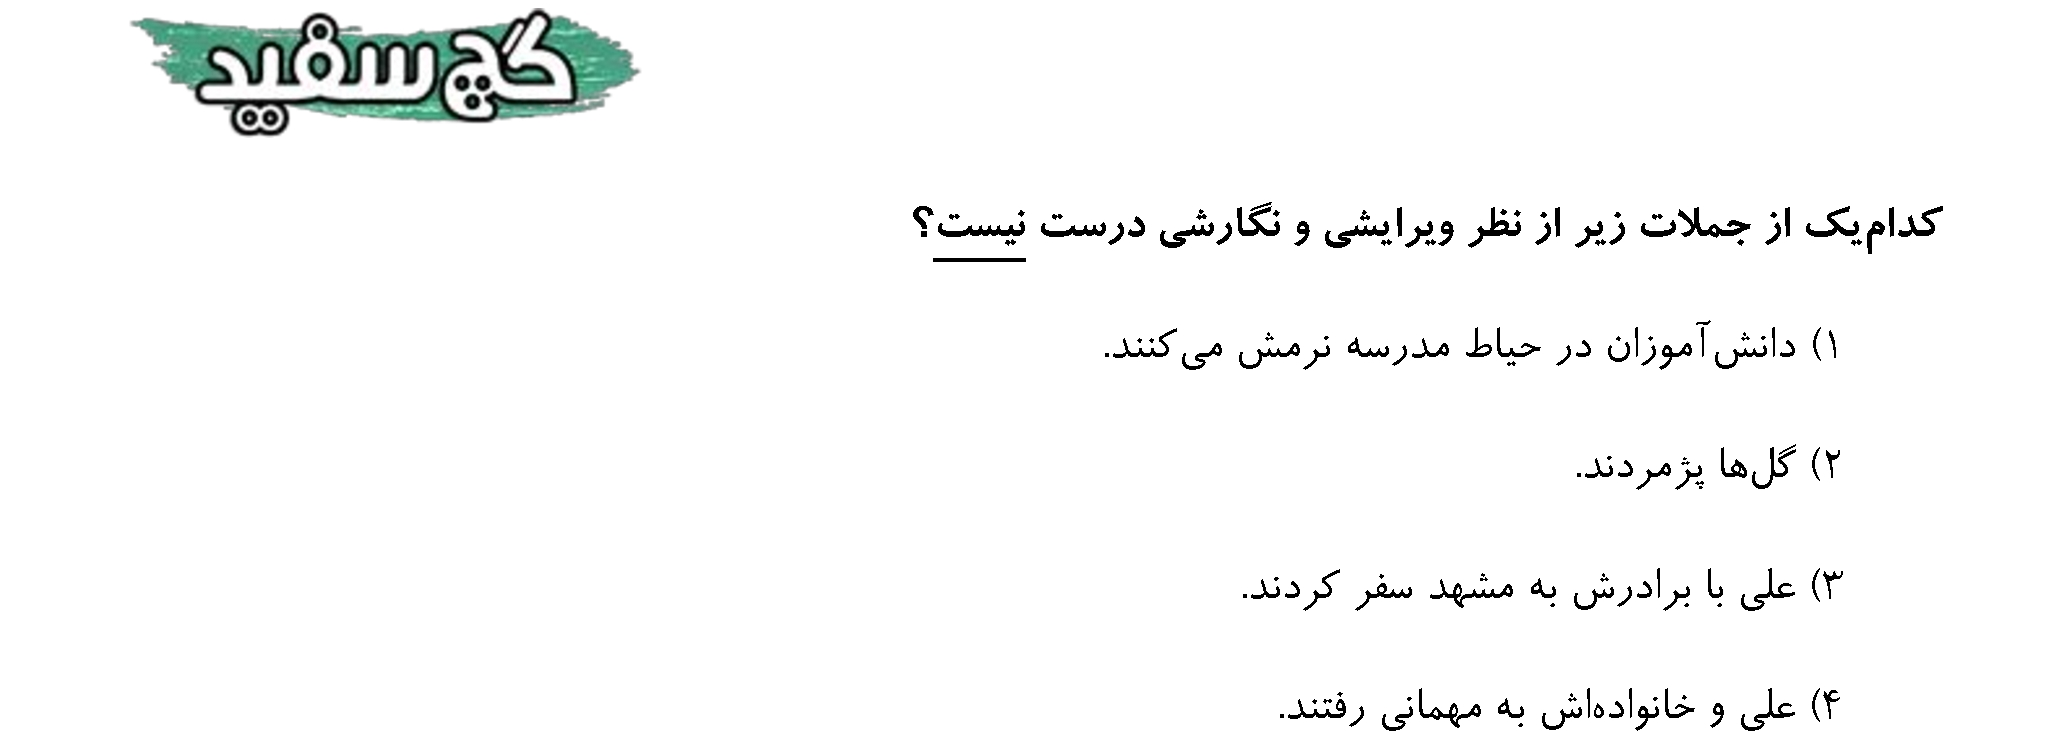 گچ سفید
کدام‌یک از جملات زیر از نظر ویرایشی و نگارشی درست نیست؟
۱) دانش‌آموزان در حیاط مدرسه نرمش می‌کنند.
۲) گل‌ها پژمردند.
۳) علی با برادرش به مشهد سفر کردند.
۴) علی و خانواده‌اش به مهمانی رفتند.